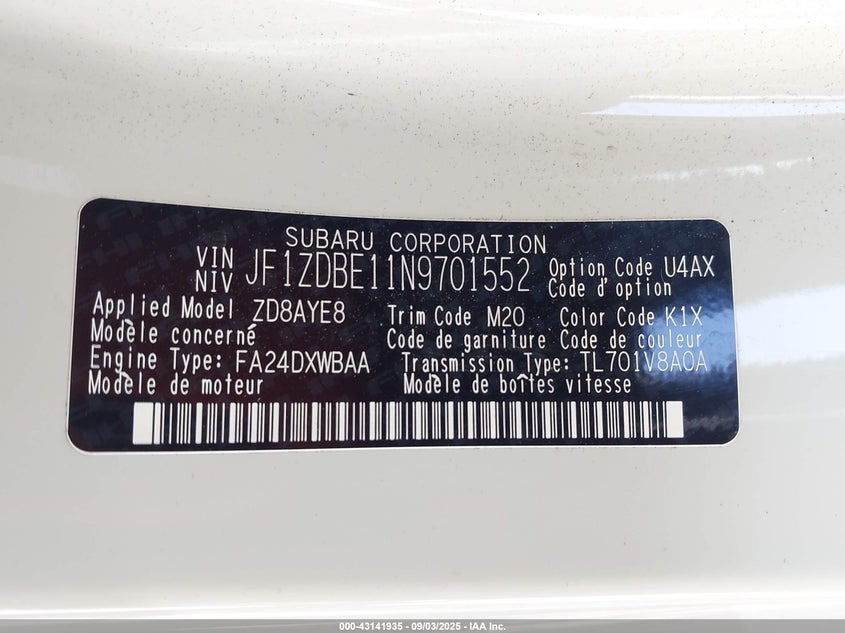 SUBARU CORPORATION
VIN
NIV JF1ZDBE11N9701552 Option Code U4AX
Code d'option
Applied Model ZD8AYE8 Trim Code M20 Color Code K1X
Modèle concerné Code de garniture Code de couleur
Engine Type: FA24DXWBAA Transmission Type: TL701V8A0A
Modèle de moteur Modèle de boîtes vitesse
000-43141935 - 09/03/2025 - IAA Inc.